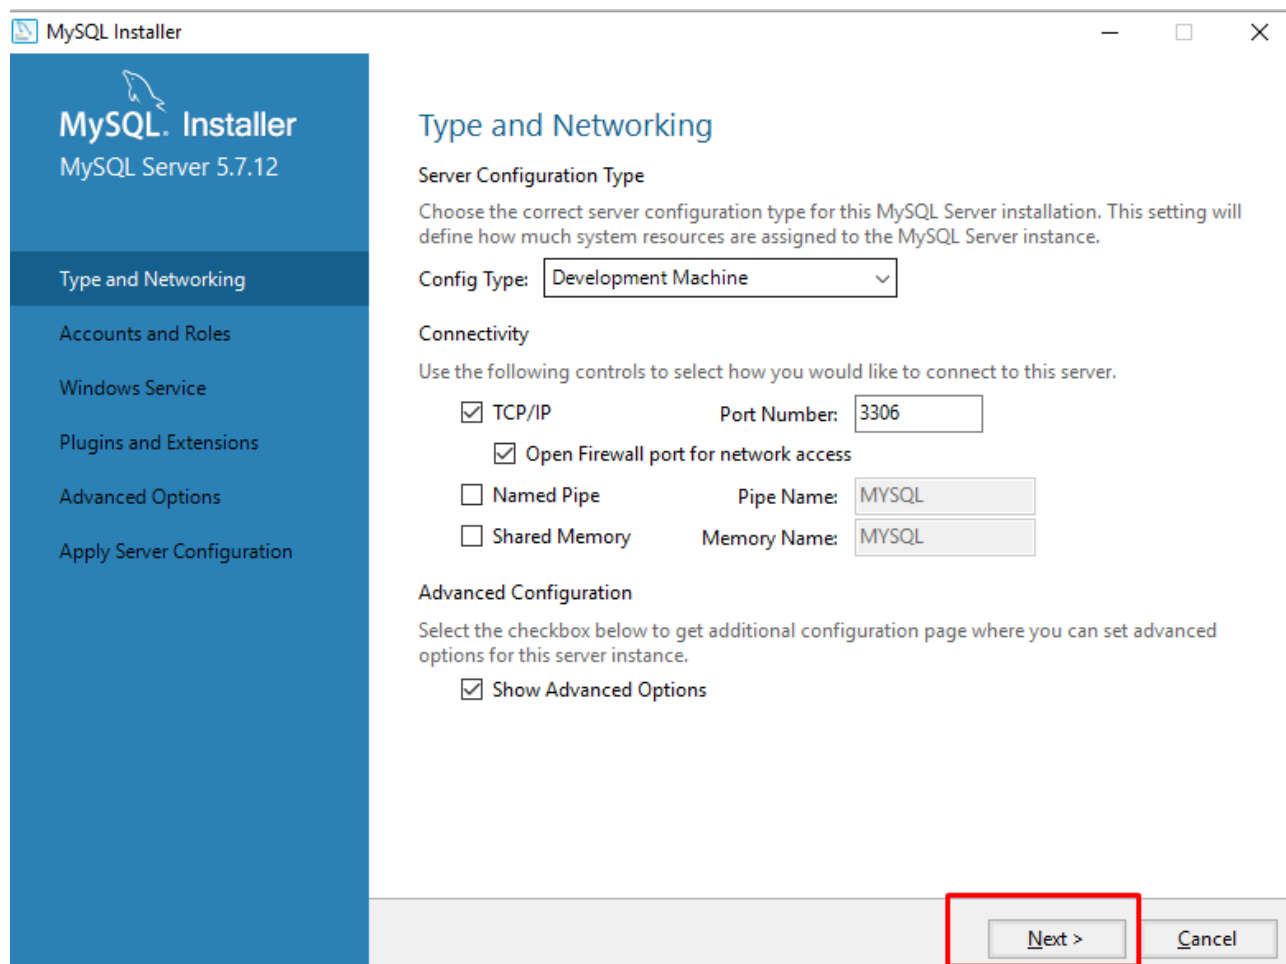 MySQL Installer
MySQL. Installer
MySQL Server 5.7.12
Type and Networking
Accounts and Roles
Windows Service
Plugins and Extensions
Advanced Options
Apply Server Configuration
Type and Networking
Server Configuration Type
Choose the correct server configuration type for this MySQL Server installation. This setting will
define how much system resources are assigned to the MySQL Server instance.
Config Type: Development Machine
Connectivity
Use the following controls to select how you would like to connect to this server.
TCP/IP Port Number: 3306
Open Firewall port for network access
Named Pipe Pipe Name: MYSQL
Shared Memory Memory Name: MYSQL
Advanced Configuration
Select the checkbox below to get additional configuration page where you can set advanced
options for this server instance.
Show Advanced Options
Next > Cancel